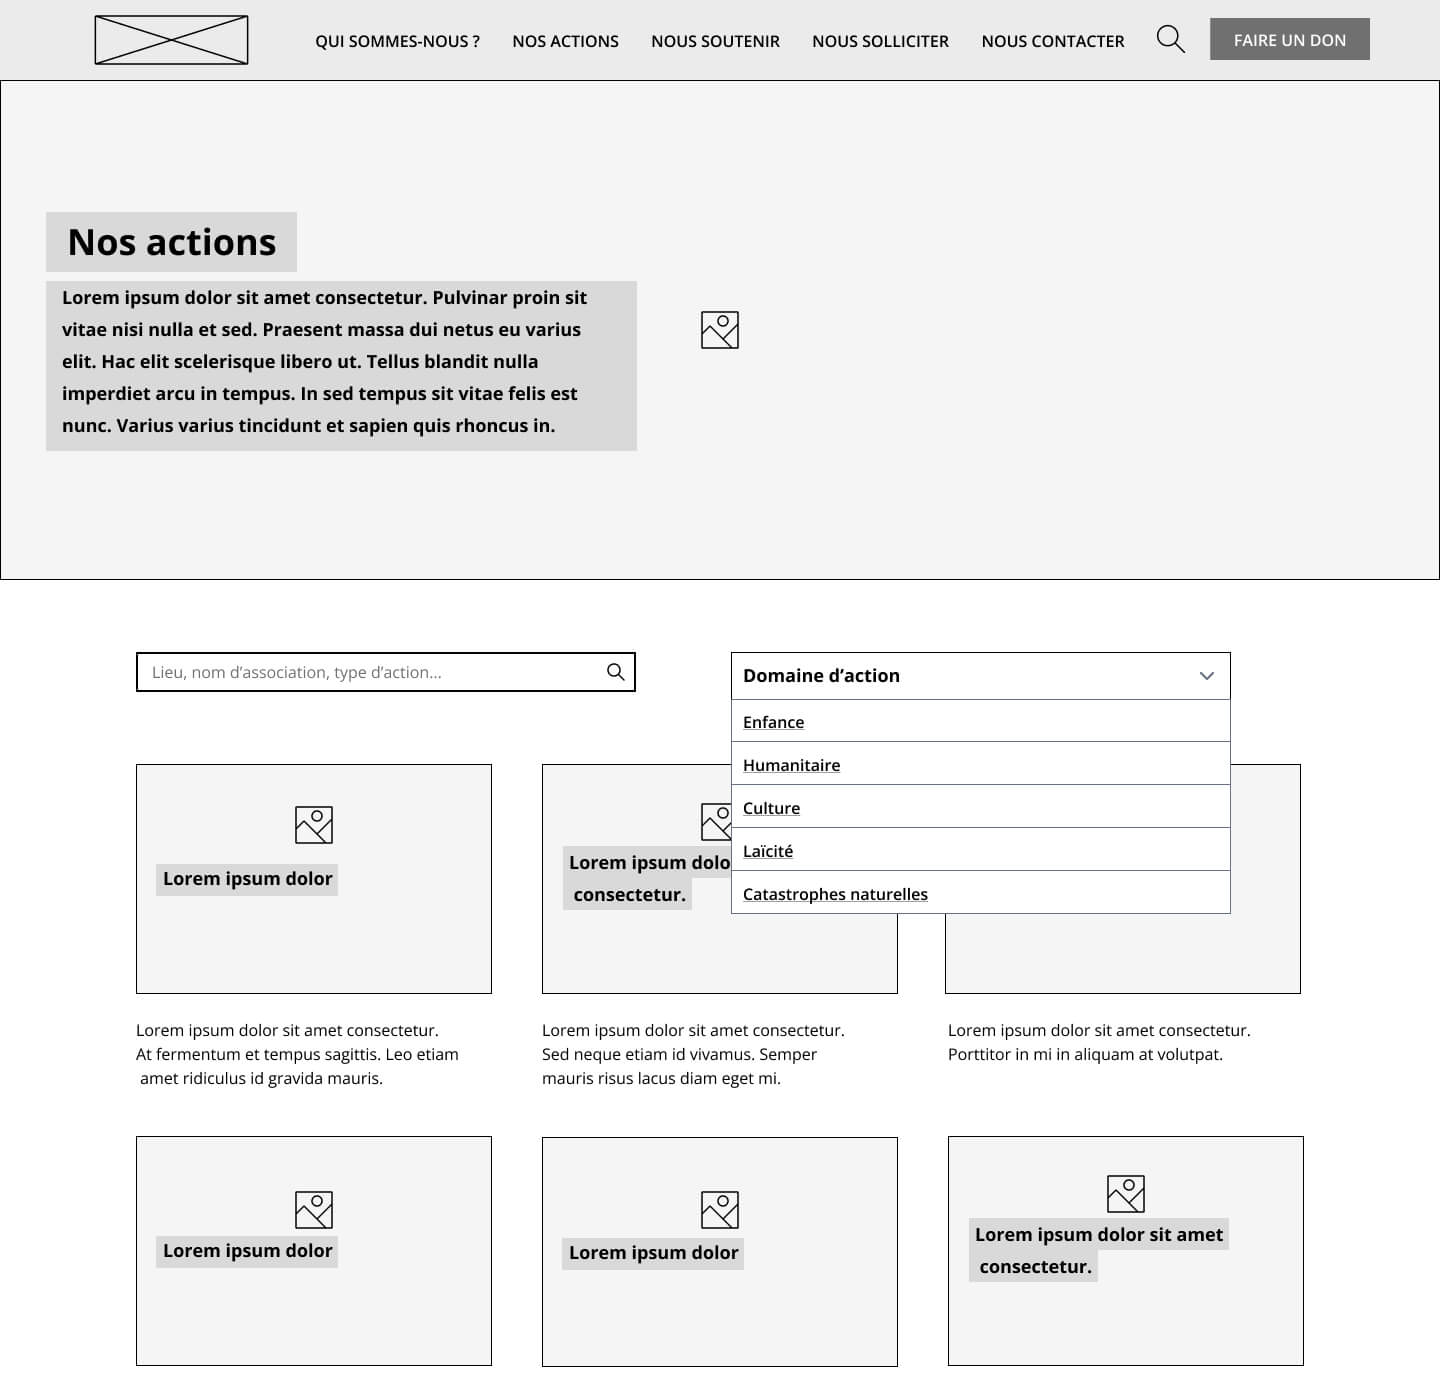 QUI SOMMES-NOUS ?
NOS ACTIONS
NOUS SOUTENIR
NOUS SOLLICITER
NOUS CONTACTER
FAIRE UN DON
Nos actions
Lorem ipsum dolor sit amet consectetur. Pulvinar proin sit
vitae nisi nulla et sed. Praesent massa dui netus eu varius
elit. Hac elit scelerisque libero ut. Tellus blandit nulla
imperdiet arcu in tempus. In sed tempus sit vitae felis est
nunc. Varius varius tincidunt et sapien quis rhoncus in.
Lieu, nom d’association, type d’action...
Domaine d’action
Enfance
Humanitaire
Culture
Laïcité
Catastrophes naturelles
Lorem ipsum dolor
Lorem ipsum dolo
consectetur.
Lorem ipsum dolor sit amet consectetur.
At fermentum et tempus sagittis. Leo etiam
amet ridiculus id gravida mauris.
Lorem ipsum dolor sit amet consectetur.
Sed neque etiam id vivamus. Semper
mauris risus lacus diam eget mi.
Lorem ipsum dolor sit amet consectetur.
Porttitor in mi in aliquam at volutpat.
Lorem ipsum dolor
Lorem ipsum dolor
Lorem ipsum dolor sit amet
consectetur.